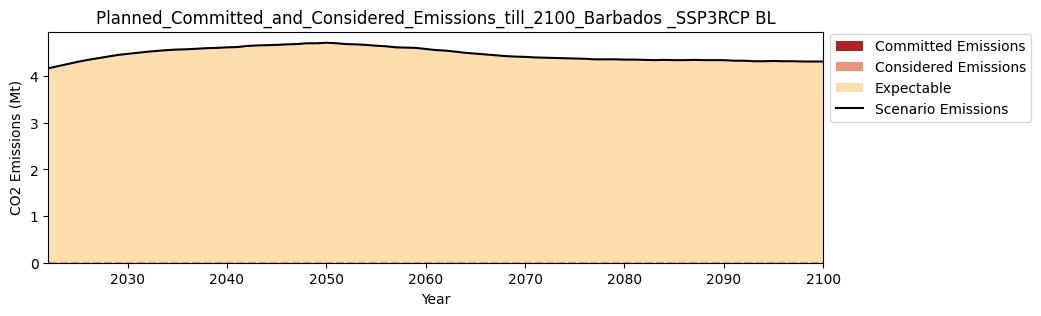 Planned_Committed_and_Considered_Emissions_till_2100_Barbados _SSP3RCP BL
CO2 Emissions (Mt)
4
3
2
1
0
2030 2040 2050 2060 2070 2080 2090 2100
Year
Committed Emissions
Considered Emissions
Expectable
Scenario Emissions